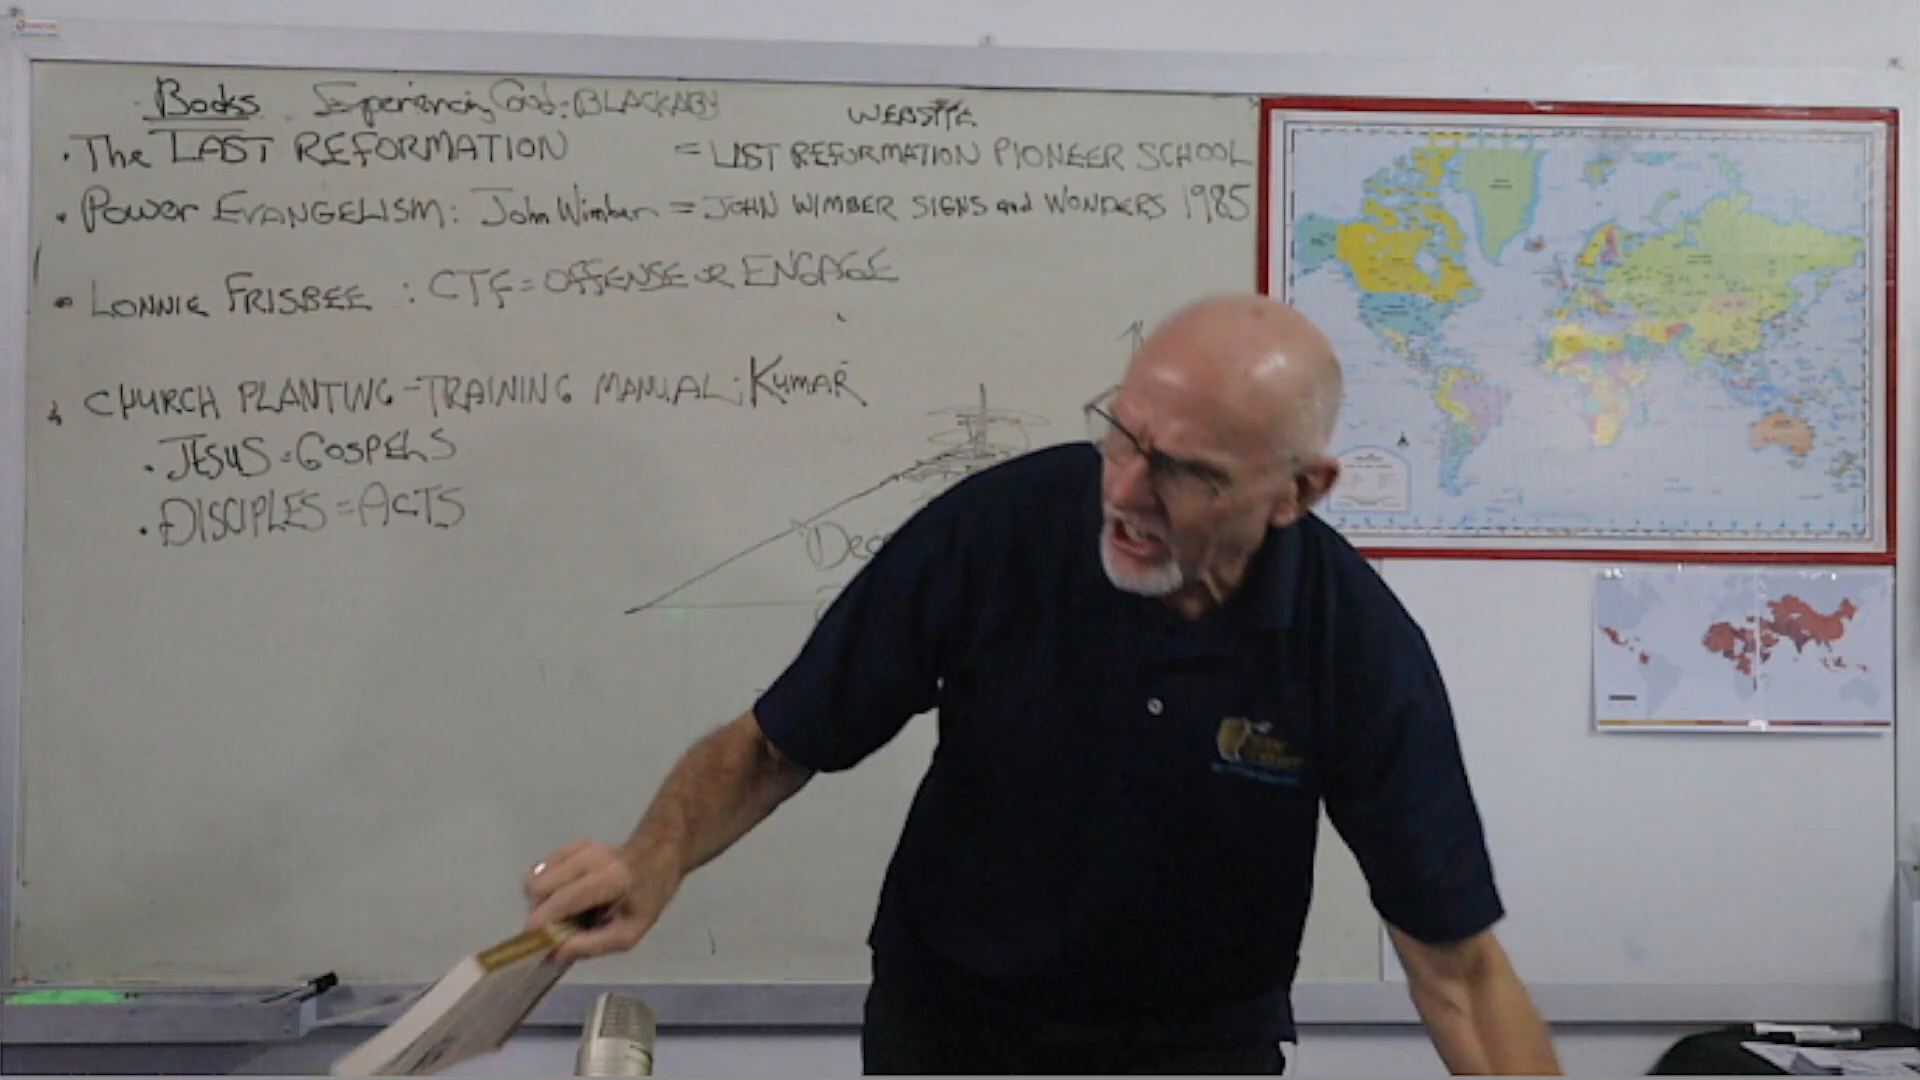 Books Experiencing God: BLACKABY
WEBSITE
• The LAST REFORMATION = LAST REFORMATION PIONEER SCHOOL
• POWER EVANGELISM: John Wimber = JOHN WIMBER SIGNS and WONDERS 1985
• LONNIE FRISBEE : CTF = OFFENSE OR ENGAGE
• CHURCH PLANTING - TRAINING MANUAL: KUMAR
• JESUS = GOSPELS
• DISCIPLES = ACTS